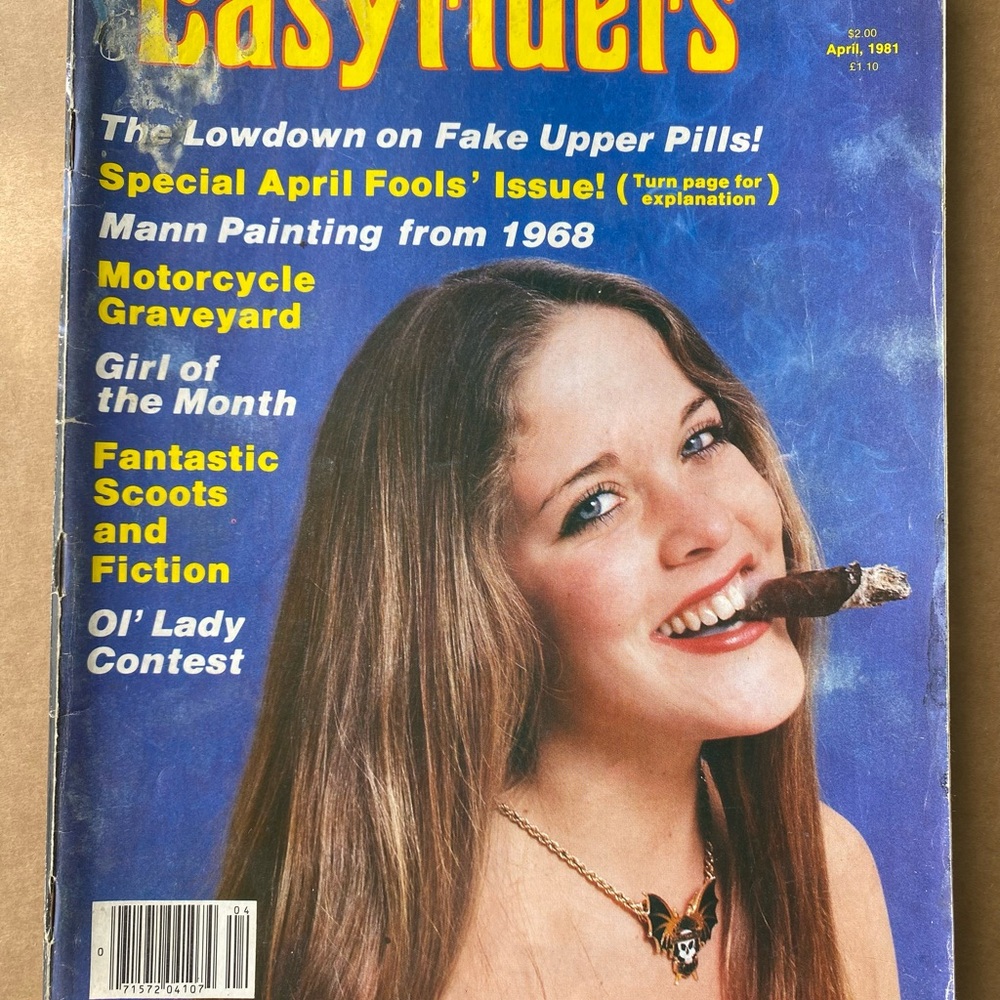 Easyriders
$2.00
April, 1981
£1.10
The Lowdown on Fake Upper Pills!
Special April Fools' Issue! (Turn page for
explanation)
Mann Painting from 1968
Motorcycle
Graveyard
Girl of
the Month
Fantastic
Scoots
and
Fiction
Ol' Lady
Contest
04
0
71572 04107